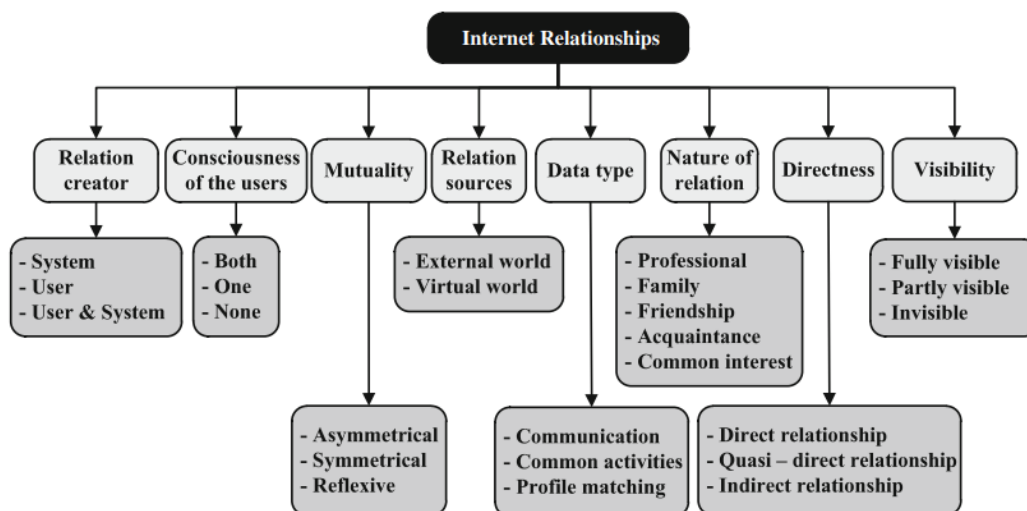 Internet Relationships
Relation
creator
Consciousness
of the users
Mutuality
Relation
sources
Data type
Nature of
relation
Directness
Visibility
- System
- User
- User & System
- Both
- One
- None
- External world
- Virtual world
- Professional
- Family
- Friendship
- Acquaintance
- Common interest
- Fully visible
- Partly visible
- Invisible
- Asymmetrical
- Symmetrical
- Reflexive
- Communication
- Common activities
- Profile matching
- Direct relationship
- Quasi – direct relationship
- Indirect relationship